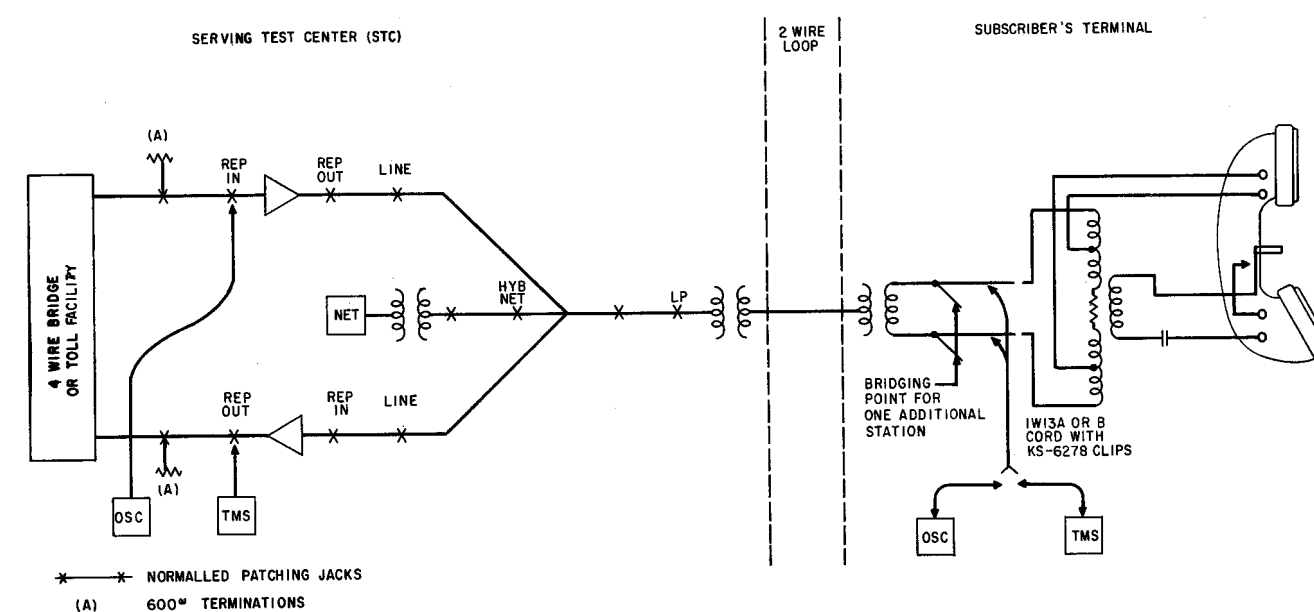 SERVING TEST CENTER (STC)
2 WIRE
LOOP
SUBSCRIBER'S TERMINAL
(A)
REP
IN
REP
OUT
LINE
4 WIRE BRIDGE
OR TOLL FACILITY
NET
HYB
NET
LP
REP
OUT
REP
IN
LINE
(A)
OSC
TMS
BRIDGING
POINT FOR
ONE ADDITIONAL
STATION
1W13A OR B
CORD WITH
KS-6278 CLIPS
OSC
TMS
NORMALLED PATCHING JACKS
(A) 600ω TERMINATIONS